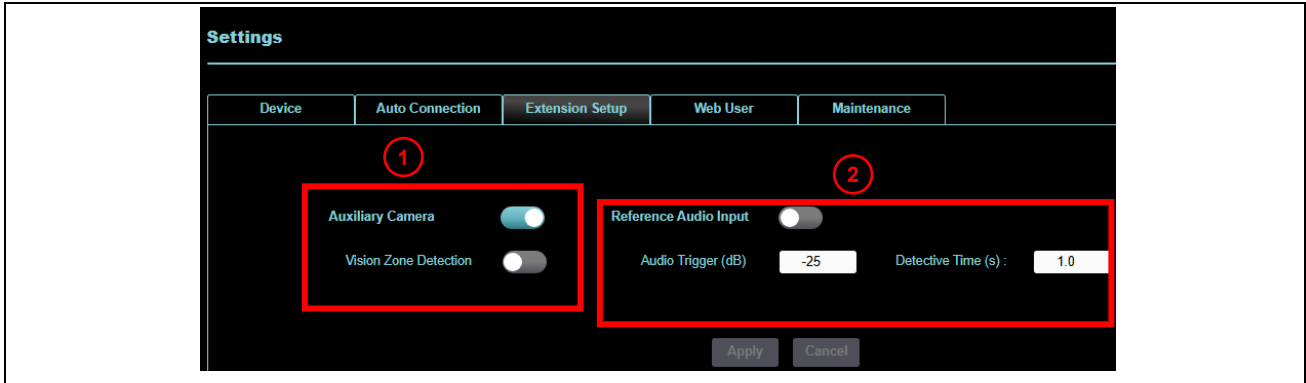 Settings
Device Auto Connection Extension Setup Web User Maintenance
1
2
Auxiliary Camera Reference Audio Input
Vision Zone Detection Audio Trigger (dB) -25 Detective Time (s) : 1.0
Apply Cancel